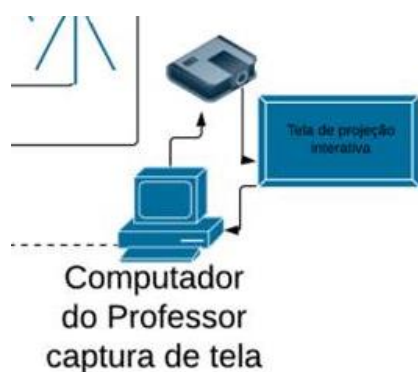 Tela de projeção
interativa
Computador
do Professor
captura de tela